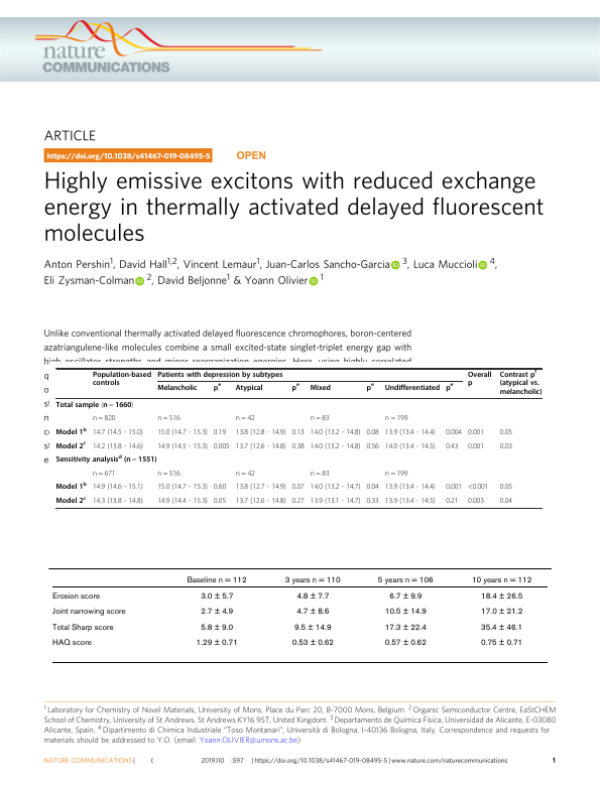 nature
COMMUNICATIONS
ARTICLE
https://doi.org/10.1038/s41467-019-08495-5 OPEN
Highly emissive excitons with reduced exchange
energy in thermally activated delayed fluorescent
molecules
Anton Pershin1, David Hall1,2, Vincent Lemaur1, Juan-Carlos Sancho-Garcia 3, Luca Muccioli 4,
Eli Zysman-Colman 2, David Beljonne1 & Yoann Olivier 1
Unlike conventional thermally activated delayed fluorescence chromophores, boron-centered
azatriangulene-like molecules combine a small excited-state singlet-triplet energy gap with
high oscillator strengths and minor reorganization energies. Here, using highly correlated
Population-based controls Patients with depression by subtypes Overall p Contrast pf (atypical vs. melancholic)
Melancholic pe Atypical pe Mixed pe Undifferentiated pe
Total sample (n = 1660)
n = 820 n = 516 n = 42 n = 83 n = 199
Model 1b 14.7 (14.5 - 15.0) 15.0 (14.7 - 15.3) 0.19 13.8 (12.8 - 14.9) 0.13 14.0 (13.2 - 14.8) 0.08 13.9 (13.4 - 14.4) 0.004 0.001 0.05
Model 2c 14.2 (13.8 - 14.6) 14.9 (14.5 - 15.3) 0.005 13.7 (12.6 - 14.8) 0.38 14.0 (13.2 - 14.8) 0.56 14.0 (13.4 - 14.5) 0.43 0.001 0.03
Sensitivity analysisd (n = 1551)
n = 671 n = 516 n = 42 n = 83 n = 199
Model 1b 14.9 (14.6 - 15.1) 15.0 (14.7 - 15.3) 0.60 13.8 (12.7 - 14.9) 0.07 14.0 (13.2 - 14.7) 0.04 13.9 (13.4 - 14.4) 0.001 <0.001 0.05
Model 2c 14.3 (13.8 - 14.8) 14.9 (14.4 - 15.3) 0.05 13.7 (12.6 - 14.8) 0.27 13.9 (13.1 - 14.7) 0.33 13.9 (13.4 - 14.5) 0.21 0.003 0.04
Baseline n = 112 3 years n = 110 5 years n = 106 10 years n = 112
Erosion score 3.0 ± 5.7 4.8 ± 7.7 6.7 ± 9.9 18.4 ± 26.5
Joint narrowing score 2.7 ± 4.9 4.7 ± 8.6 10.5 ± 14.9 17.0 ± 21.2
Total Sharp score 5.8 ± 9.0 9.5 ± 14.9 17.3 ± 22.4 35.4 ± 46.1
HAQ score 1.29 ± 0.71 0.53 ± 0.62 0.57 ± 0.62 0.75 ± 0.71
1 Laboratory for Chemistry of Novel Materials, University of Mons, Place du Parc 20, B-7000 Mons, Belgium. 2 Organic Semiconductor Centre, EaStCHEM
School of Chemistry, University of St Andrews, St Andrews KY16 9ST, United Kingdom. 3 Departamento de Química Física, Universidad de Alicante, E-03080
Alicante, Spain. 4 Dipartimento di Chimica Industriale "Toso Montanari", Università di Bologna, I-40136 Bologna, Italy. Correspondence and requests for
materials should be addressed to Y.O. (email: Yoann.OLIVIER@umons.ac.be)
NATURE COMMUNICATIONS | ( 2019)10 :597 | https://doi.org/10.1038/s41467-019-08495-5 | www.nature.com/naturecommunications 1